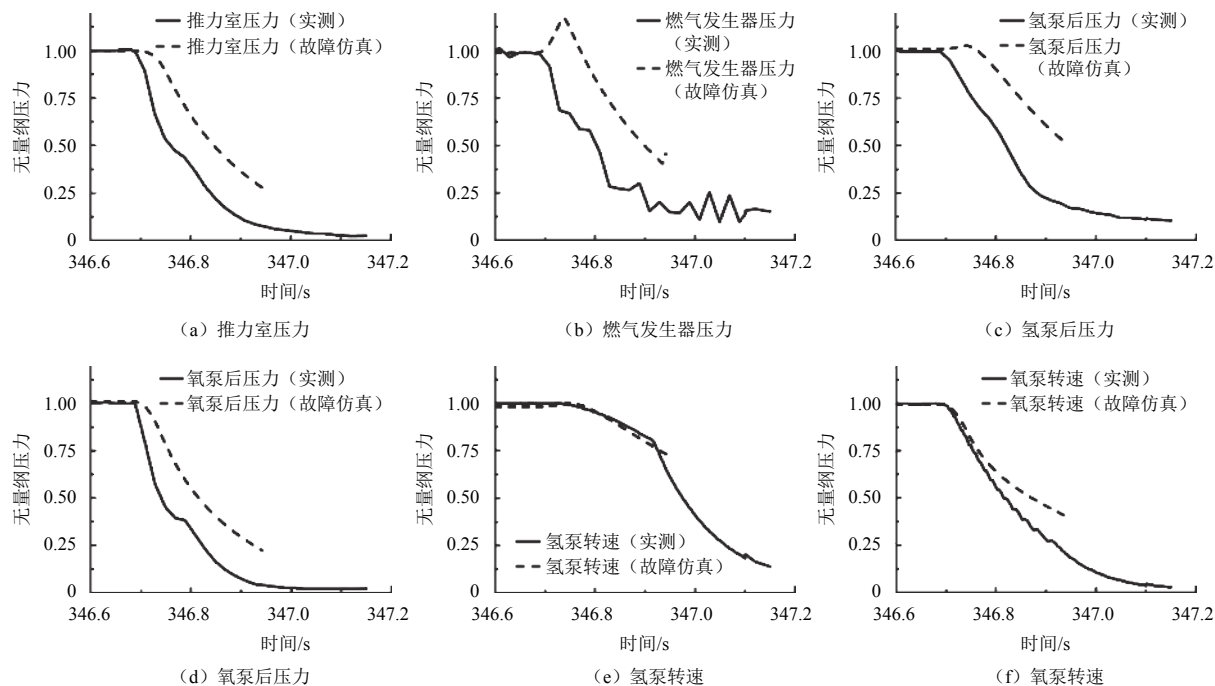 推力室压力（实测）
推力室压力（故障仿真）
1.00
0.75
0.50
0.25
0
无量纲压力
346.6
346.8
347.0
347.2
时间/s
（a）推力室压力
燃气发生器压力
（实测）
燃气发生器压力
（故障仿真）
1.00
0.75
0.50
0.25
0
无量纲压力
346.6
346.8
347.0
347.2
时间/s
（b）燃气发生器压力
氢泵后压力（实测）
氢泵后压力
（故障仿真）
1.00
0.75
0.50
0.25
0
无量纲压力
346.6
346.8
347.0
347.2
时间/s
（c）氢泵后压力
氧泵后压力（实测）
氧泵后压力（故障仿真）
1.00
0.75
0.50
0.25
0
无量纲压力
346.6
346.8
347.0
347.2
时间/s
（d）氧泵后压力
1.00
0.75
0.50
0.25
0
无量纲压力
氢泵转速（实测）
氢泵转速（故障仿真）
346.6
346.8
347.0
347.2
时间/s
（e）氢泵转速
氧泵转速（实测）
氧泵转速（故障仿真）
1.00
0.75
0.50
0.25
0
无量纲压力
346.6
346.8
347.0
347.2
时间/s
（f）氧泵转速